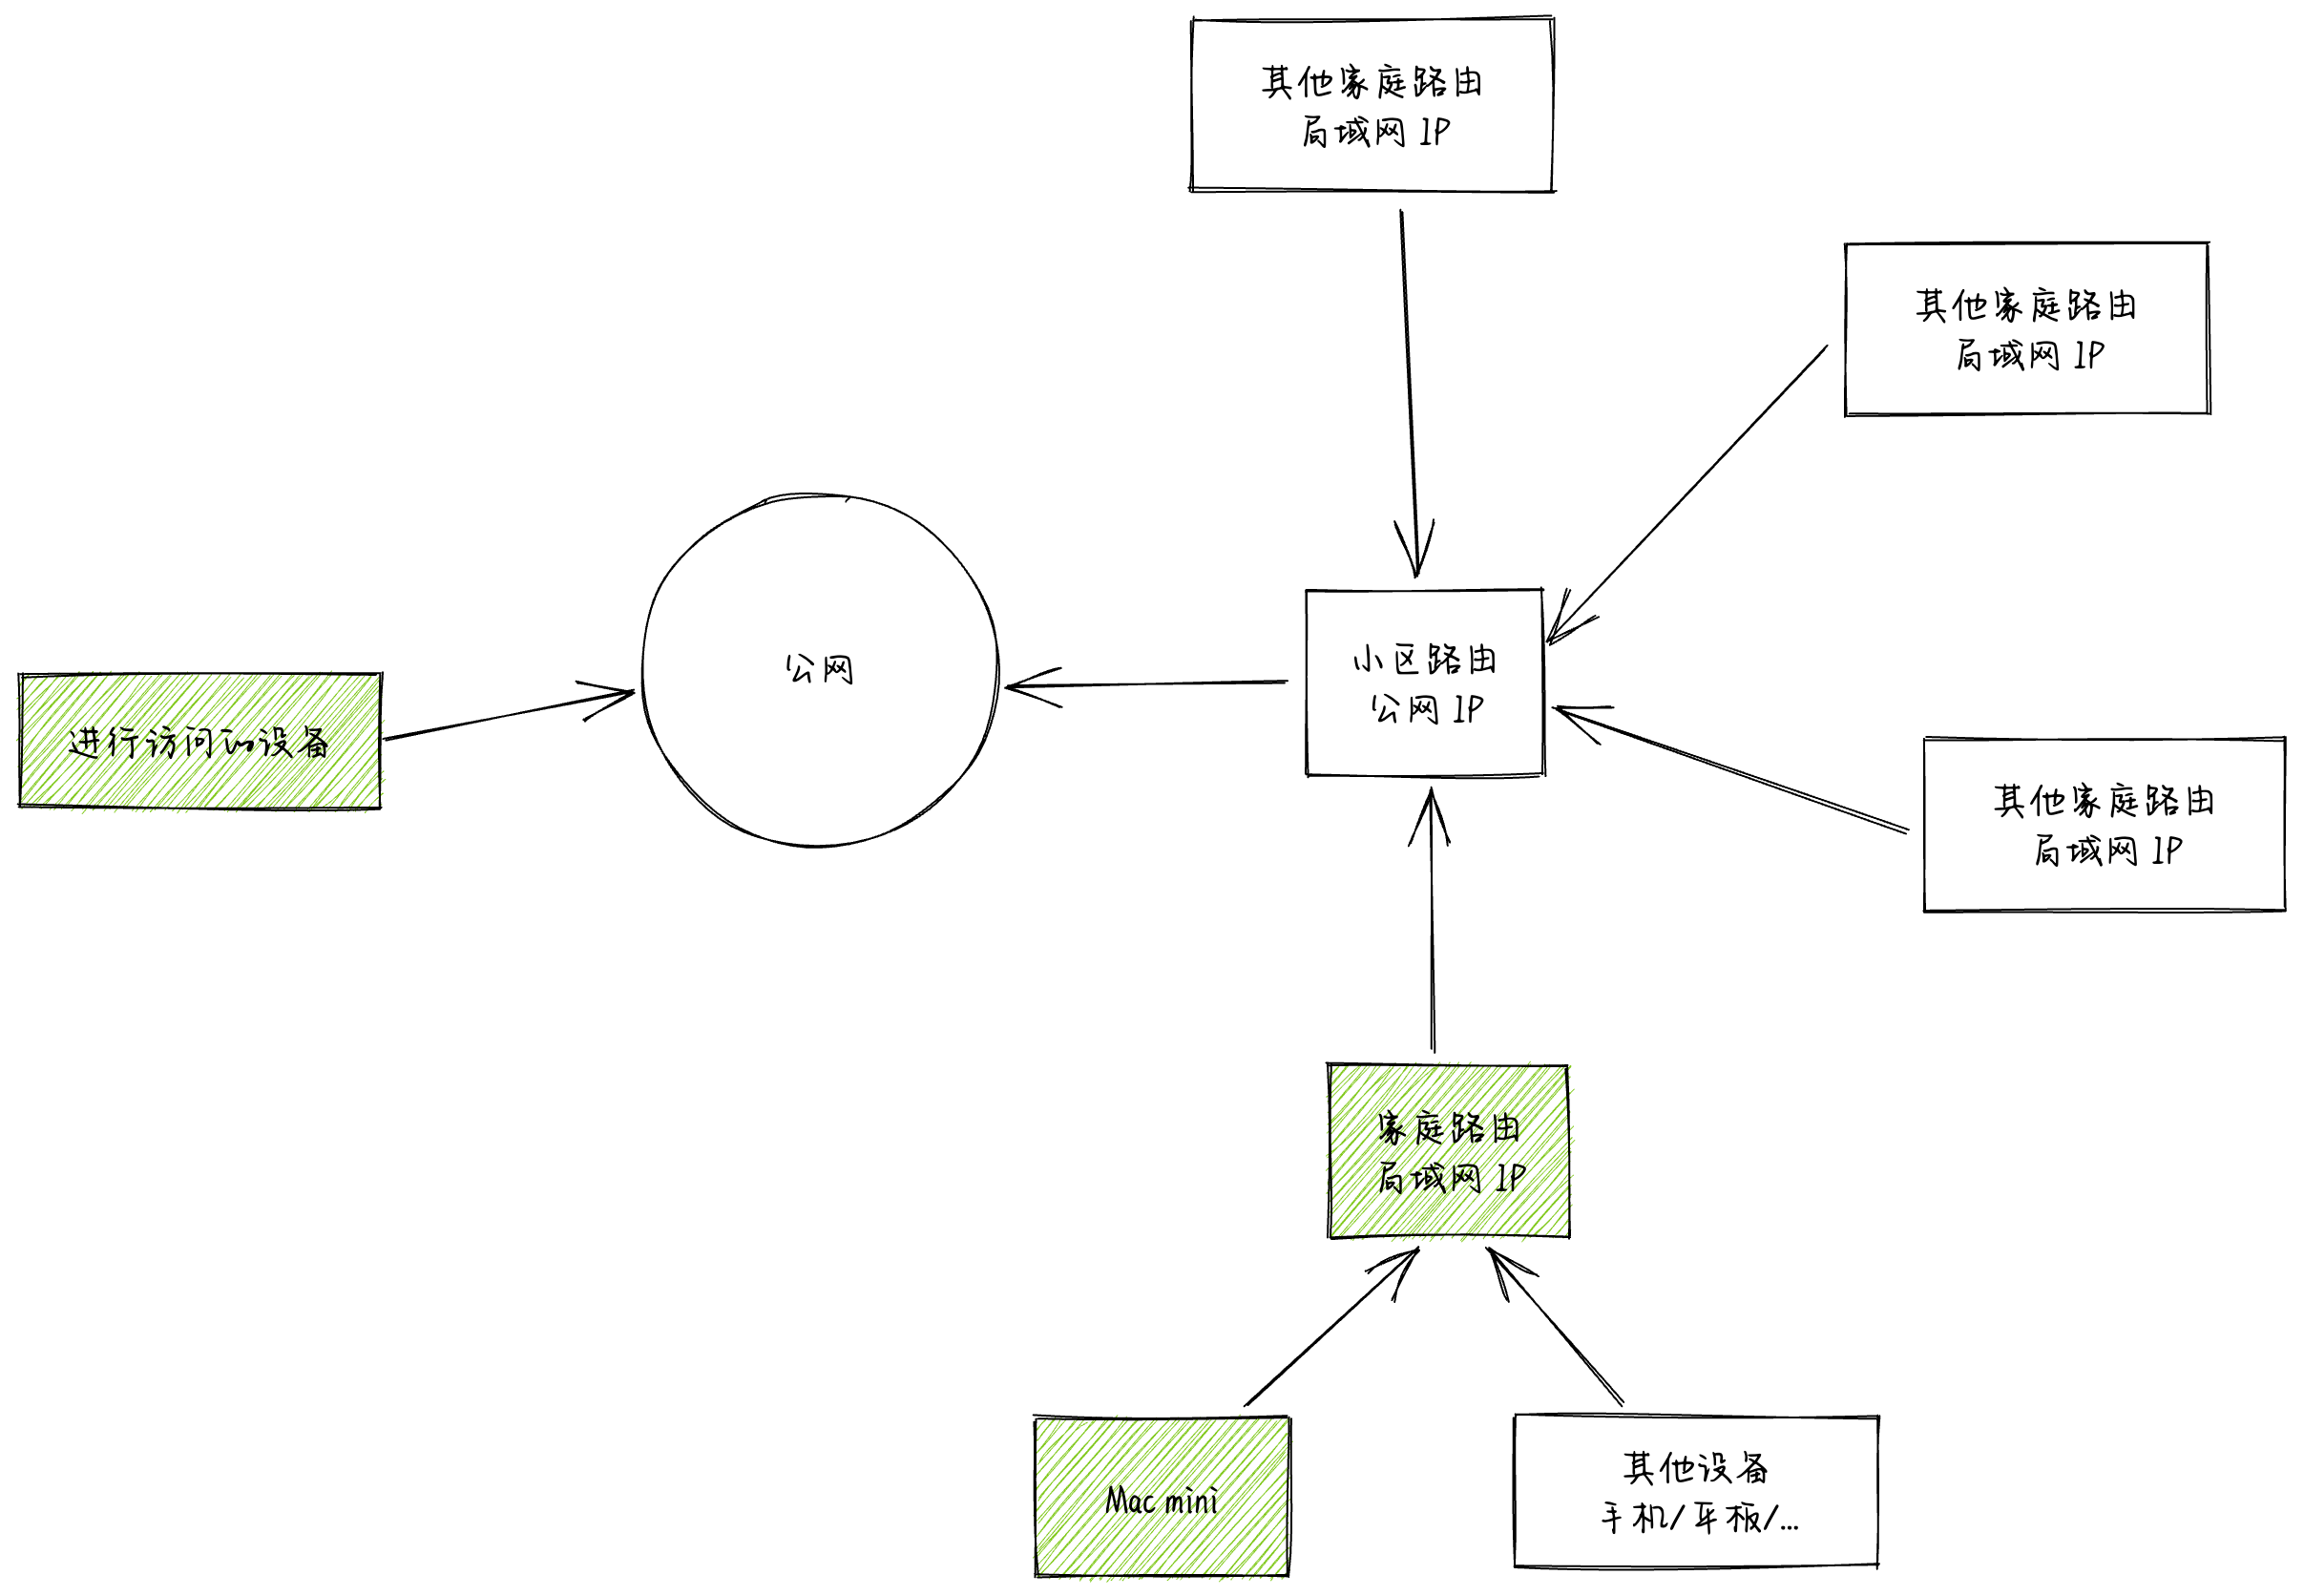 其他家庭路由
局域网 IP
其他家庭路由
局域网 IP
公网
小区路由
公网 IP
进行访问的设备
其他家庭路由
局域网 IP
家庭路由
局域网 IP
Mac mini
其他设备
手机/平板/...